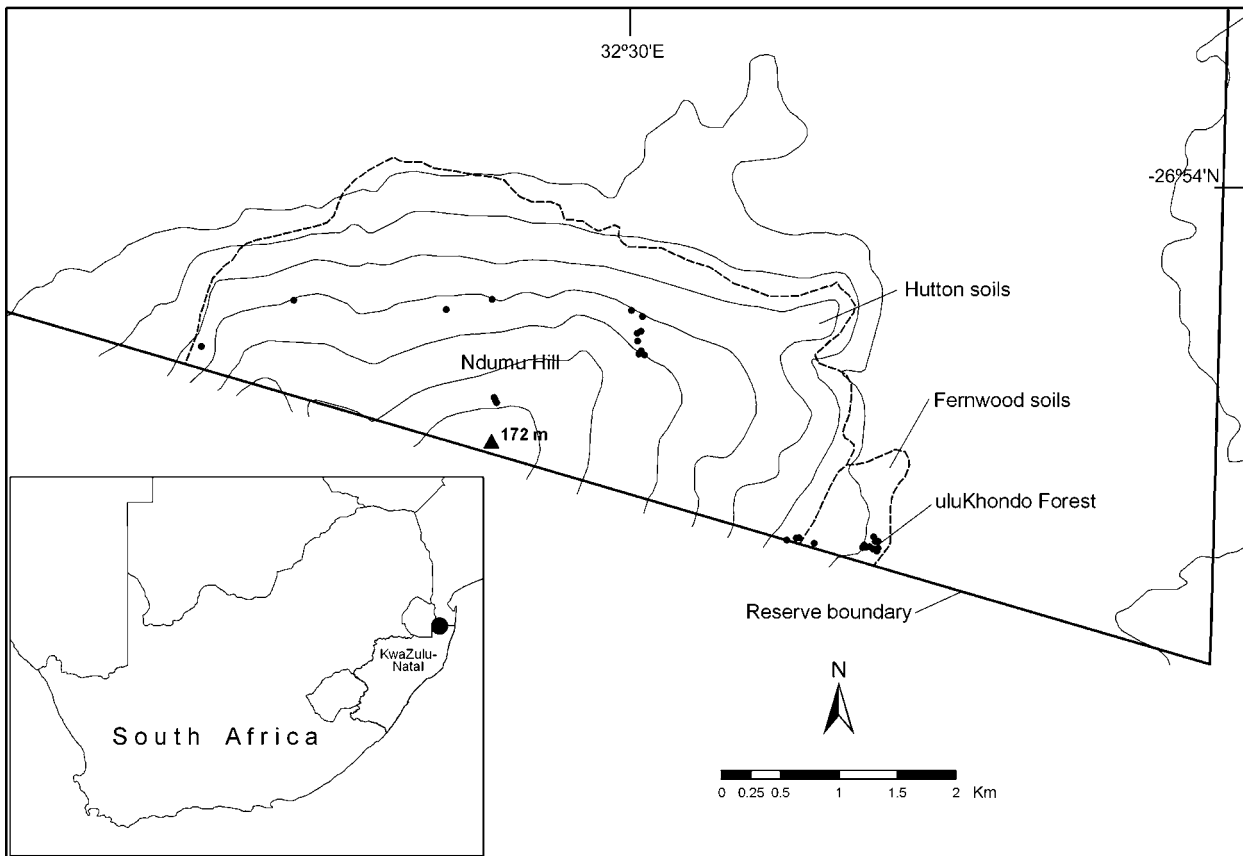 32º30'E
-26º54'N
Hutton soils
Ndumu Hill
Fernwood soils
172 m
uluKhondo Forest
Reserve boundary
KwaZulu-
Natal
South Africa
N
0 0.25 0.5 1 1.5 2 Km